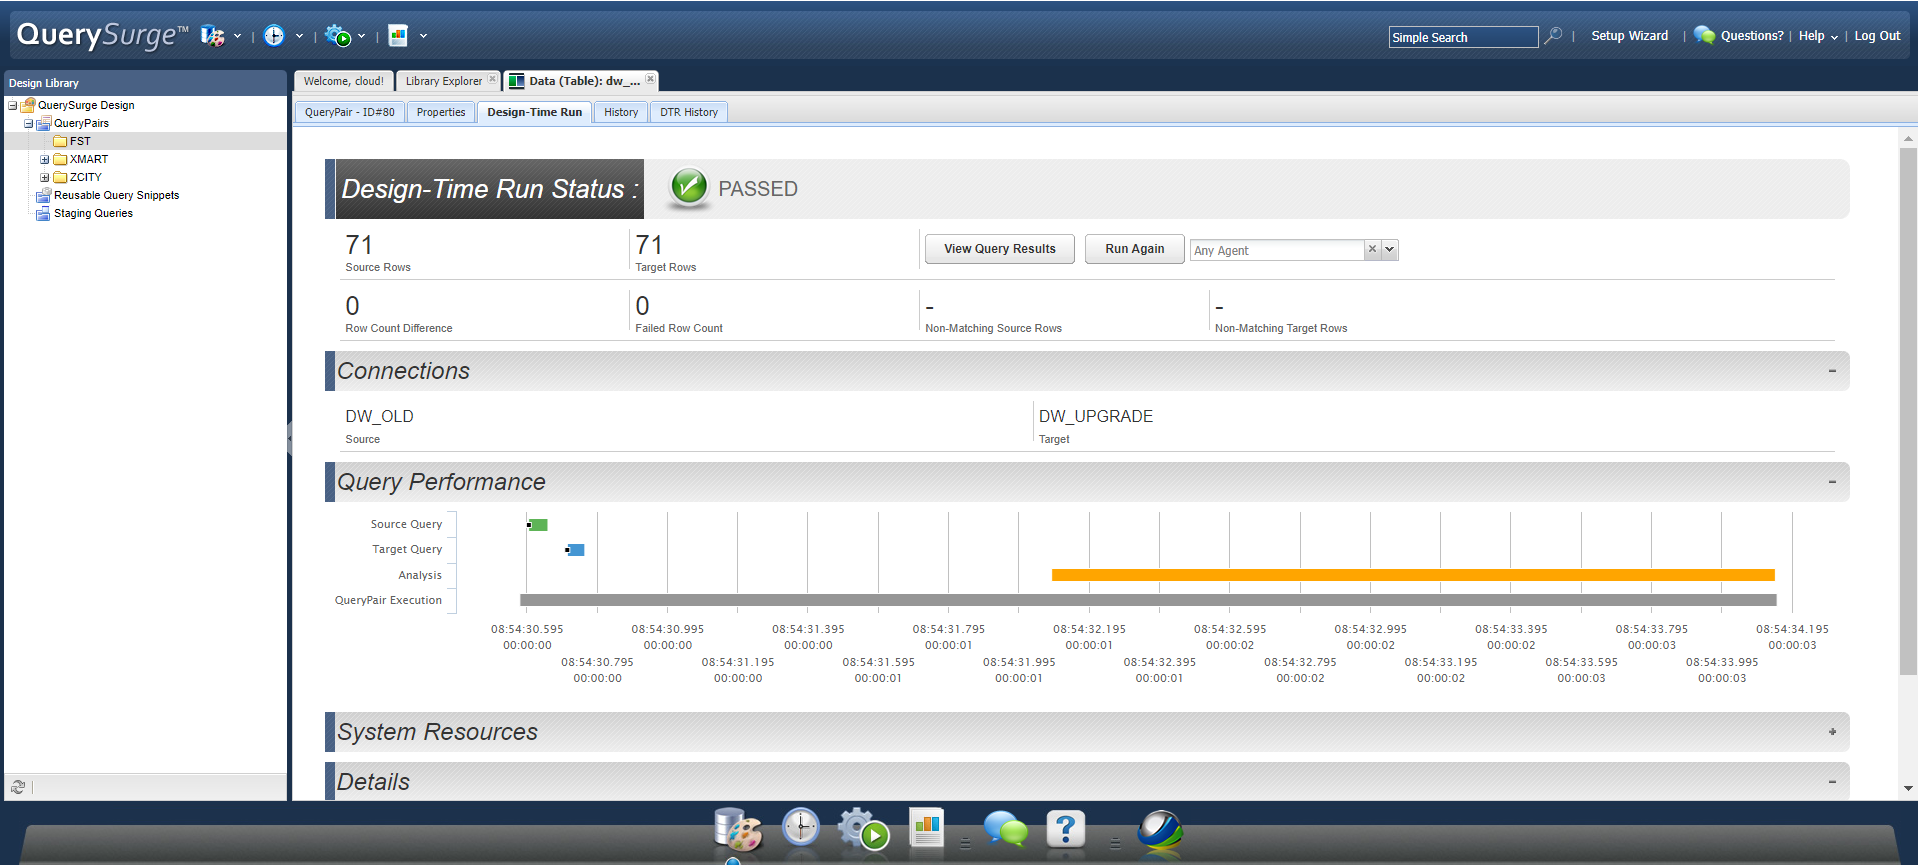 QuerySurge™
Simple Search
Setup Wizard
Questions?
Help
Log Out
Design Library
QuerySurge Design
QueryPairs
FST
XMART
ZCITY
Reusable Query Snippets
Staging Queries
Welcome, cloud!
Library Explorer
Data (Table): dw_...
QueryPair - ID#80
Properties
Design-Time Run
History
DTR History
Design-Time Run Status :
PASSED
71
Source Rows
71
Target Rows
View Query Results
Run Again
Any Agent
0
Row Count Difference
0
Failed Row Count
-
Non-Matching Source Rows
-
Non-Matching Target Rows
Connections
DW_OLD
Source
DW_UPGRADE
Target
Query Performance
Source Query
Target Query
Analysis
QueryPair Execution
08:54:30.595 08:54:30.995 08:54:31.395 08:54:31.795 08:54:32.195 08:54:32.595 08:54:32.995 08:54:33.395 08:54:33.795 08:54:34.195
00:00:00 00:00:00 00:00:00 00:00:01 00:00:01 00:00:02 00:00:02 00:00:02 00:00:03 00:00:03
08:54:30.795 08:54:31.195 08:54:31.595 08:54:31.995 08:54:32.395 08:54:32.795 08:54:33.195 08:54:33.595 08:54:33.995
00:00:00 00:00:00 00:00:01 00:00:01 00:00:01 00:00:02 00:00:02 00:00:03 00:00:03
System Resources
Details